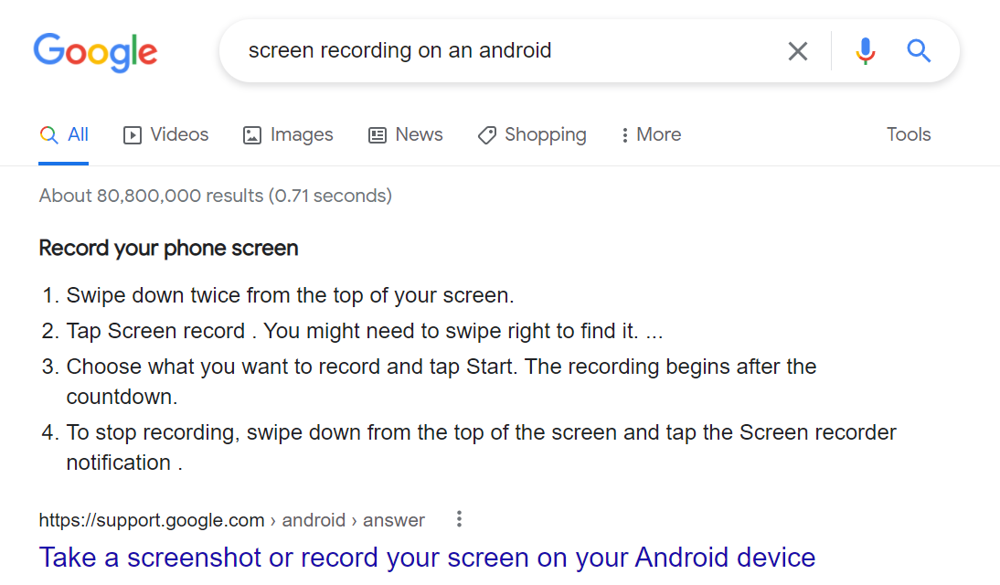 Google
screen recording on an android
All Videos Images News Shopping More Tools
About 80,800,000 results (0.71 seconds)
Record your phone screen
1. Swipe down twice from the top of your screen.
2. Tap Screen record . You might need to swipe right to find it. ...
3. Choose what you want to record and tap Start. The recording begins after the
countdown.
4. To stop recording, swipe down from the top of the screen and tap the Screen recorder
notification .
https://support.google.com › android › answer
Take a screenshot or record your screen on your Android device